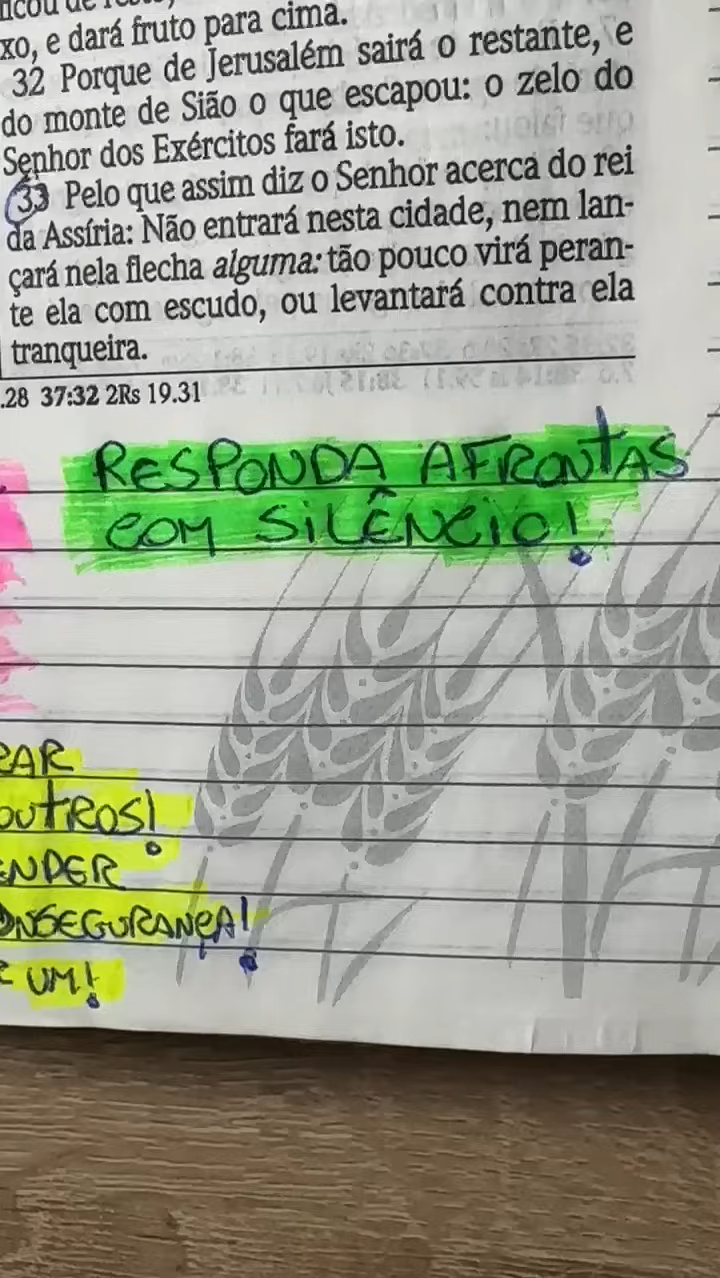 xo, e dará fruto para cima.
32 Porque de Jerusalém sairá o restante, e
do monte de Sião o que escapou: o zelo do
Senhor dos Exércitos fará isto.
33 Pelo que assim diz o Senhor acerca do rei
da Assíria: Não entrará nesta cidade, nem lan-
çará nela flecha alguma: tão pouco virá peran-
te ela com escudo, ou levantará contra ela
tranqueira.
.28 37:32 2Rs 19.31
RESPONDA AFRONTAS
COM SILÊNCIO!
RAR
OUTROS!
ENDER
INSEGURANÇA!
E UM!